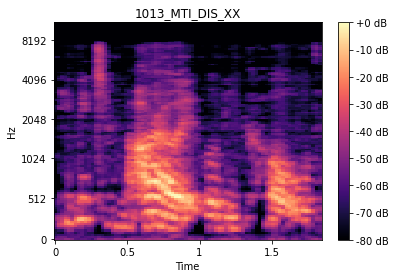 1013_MTI_DIS_XX
Hz
8192
4096
2048
1024
512
0
0
0.5
1
1.5
Time
+0 dB
-10 dB
-20 dB
-30 dB
-40 dB
-50 dB
-60 dB
-70 dB
-80 dB